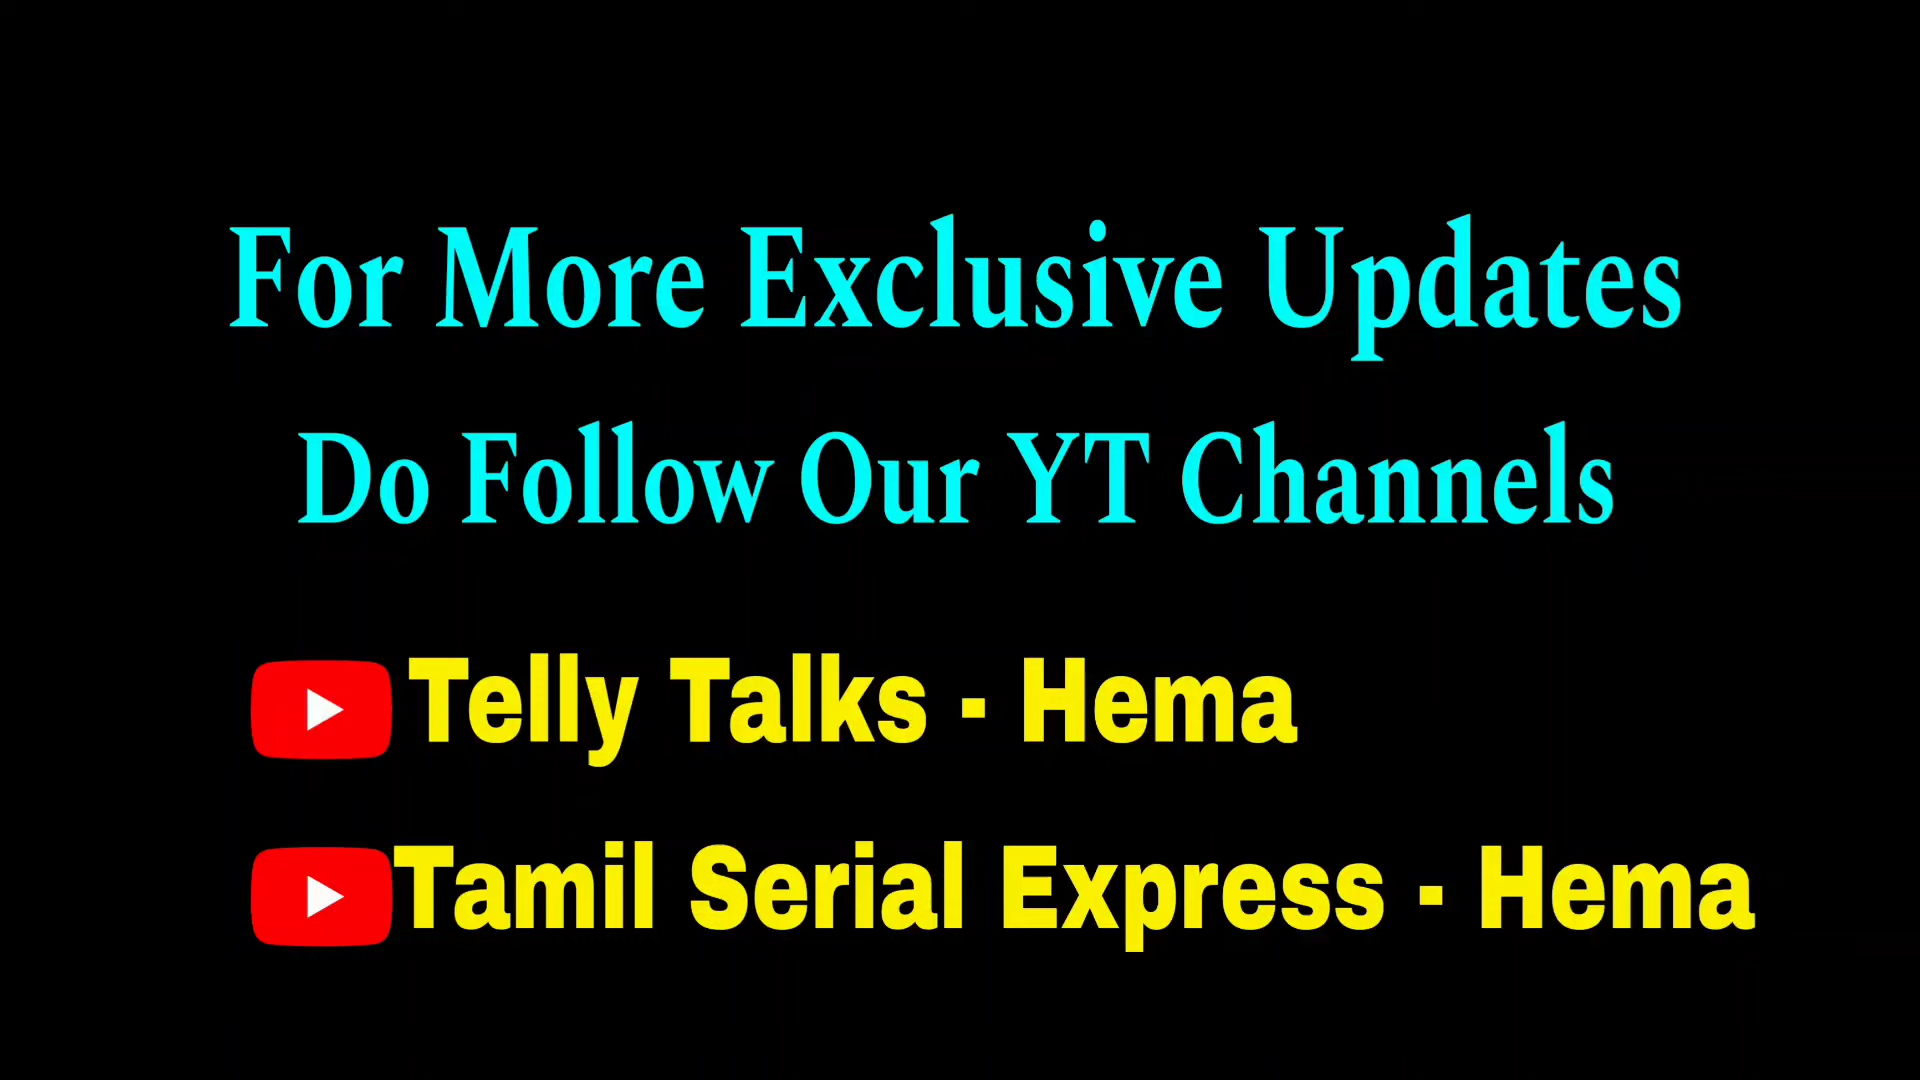 For More Exclusive Updates
Do Follow Our YT Channels
Telly Talks - Hema
Tamil Serial Express - Hema